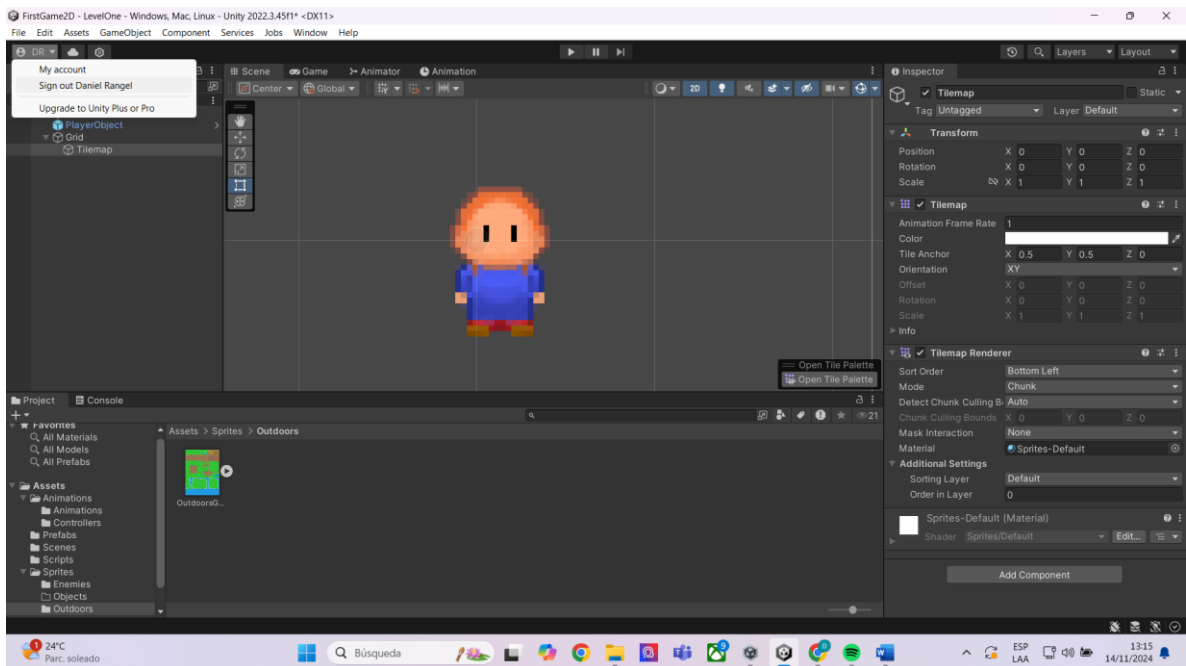 FirstGame2D - LevelOne - Windows, Mac, Linux - Unity 2022.3.45f1* <DX11>
File Edit Assets GameObject Component Services Jobs Window Help
DR Layers Layout
My account
Sign out Daniel Rangel
Upgrade to Unity Plus or Pro
PlayerObject
Grid
Tilemap
Scene Game Animator Animation
Center Global 2D
Open Tile Palette
Open Tile Palette
Inspector
Tilemap Static
Tag Untagged Layer Default
Transform
Position X 0 Y 0 Z 0
Rotation X 0 Y 0 Z 0
Scale X 1 Y 1 Z 1
Tilemap
Animation Frame Rate 1
Color
Tile Anchor X 0.5 Y 0.5 Z 0
Orientation XY
Offset X 0 Y 0 Z 0
Rotation X 0 Y 0 Z 0
Scale X 1 Y 1 Z 1
Info
Tilemap Renderer
Sort Order Bottom Left
Mode Chunk
Detect Chunk Culling B Auto
Chunk Culling Bounds X 0 Y 0 Z 0
Mask Interaction None
Material Sprites-Default
Additional Settings
Sorting Layer Default
Order in Layer 0
Sprites-Default (Material)
Shader Sprites/Default Edit...
Add Component
Project Console
21
Favorites
All Materials
All Models
All Prefabs
Assets
Animations
Animations
Controllers
Prefabs
Scenes
Scripts
Sprites
Enemies
Objects
Outdoors
Assets > Sprites > Outdoors
OutdoorsG...
9
24°C
Parc. soleado
Búsqueda
ESP
LAA
13:15
14/11/2024